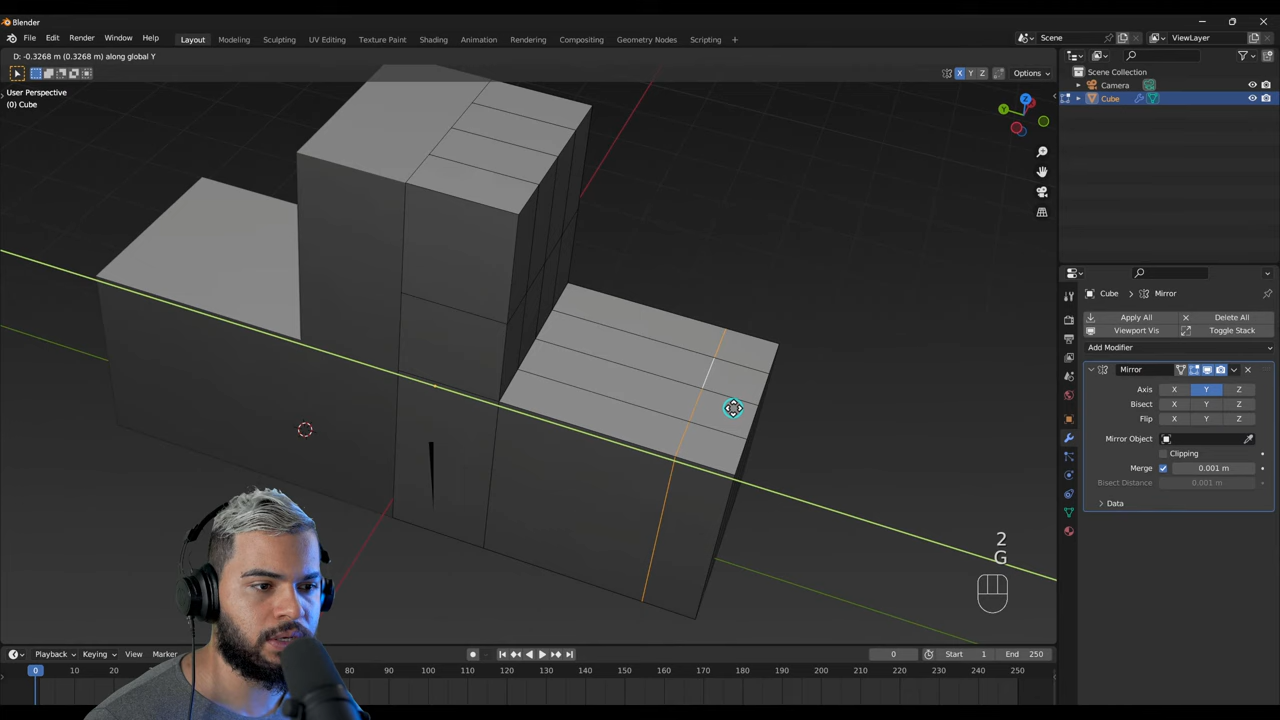 Blender
File Edit Render Window Help
Layout Modeling Sculpting UV Editing Texture Paint Shading Animation Rendering Compositing Geometry Nodes Scripting +
Scene
ViewLayer
D: -0.3268 m (0.3268 m) along global Y
X Y Z
Options
User Perspective
(0) Cube
Z
Y
Scene Collection
Camera
Cube
Cube
Mirror
Apply All
Delete All
Viewport Vis
Toggle Stack
Add Modifier
Mirror
Axis X Y Z
Bisect X Y Z
Flip X Y Z
Mirror Object
Clipping
Merge 0.001 m
Bisect Distance 0.001 m
Data
2
G
Playback Keying View Marker
0
Start 1
End 250
0 10 20 30 40 50 60 70 80 90 100 110 120 130 140 150 160 170 180 190 200 210 220 230 240 250